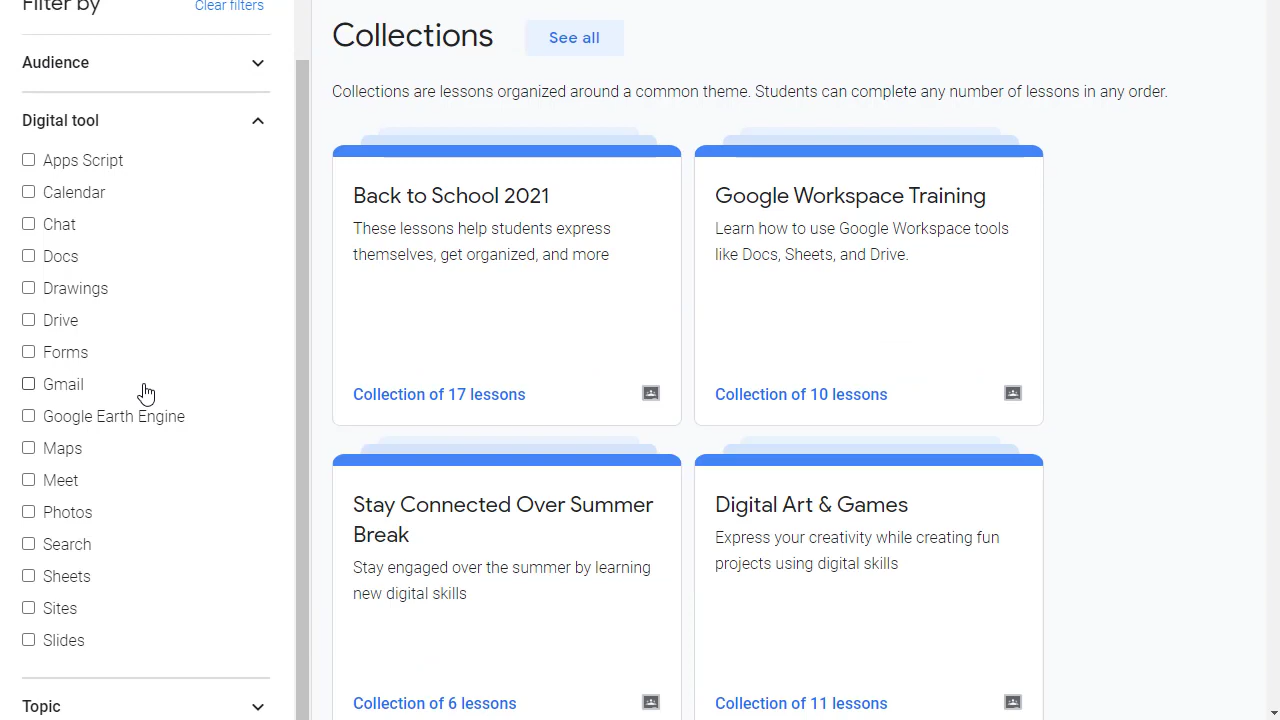 Filter by
Clear filters
Audience
Digital tool
Apps Script
Calendar
Chat
Docs
Drawings
Drive
Forms
Gmail
Google Earth Engine
Maps
Meet
Photos
Search
Sheets
Sites
Slides
Topic
Collections
See all
Collections are lessons organized around a common theme. Students can complete any number of lessons in any order.
Back to School 2021
These lessons help students express
themselves, get organized, and more
Collection of 17 lessons
Google Workspace Training
Learn how to use Google Workspace tools
like Docs, Sheets, and Drive.
Collection of 10 lessons
Stay Connected Over Summer
Break
Stay engaged over the summer by learning
new digital skills
Collection of 6 lessons
Digital Art & Games
Express your creativity while creating fun
projects using digital skills
Collection of 11 lessons